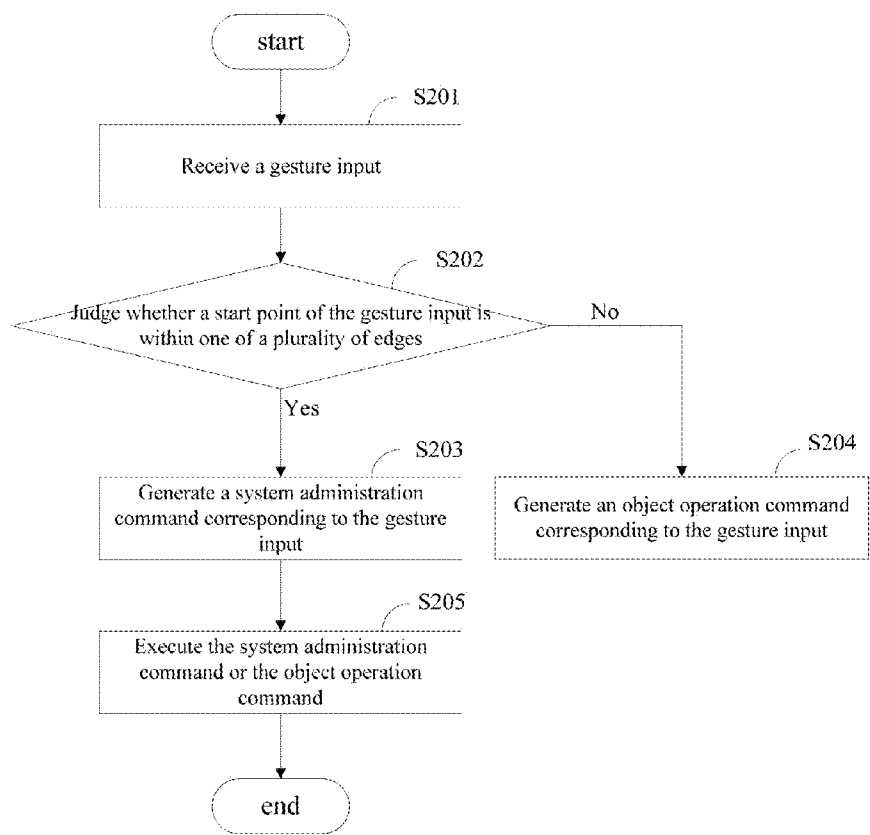 start
S201
Receive a gesture input
S202
Judge whether a start point of the gesture input is
within one of a plurality of edges
No
Yes
S203
Generate a system administration
command corresponding to the gesture
input
S204
Generate an object operation command
corresponding to the gesture input
S205
Execute the system administration
command or the object operation
command
end